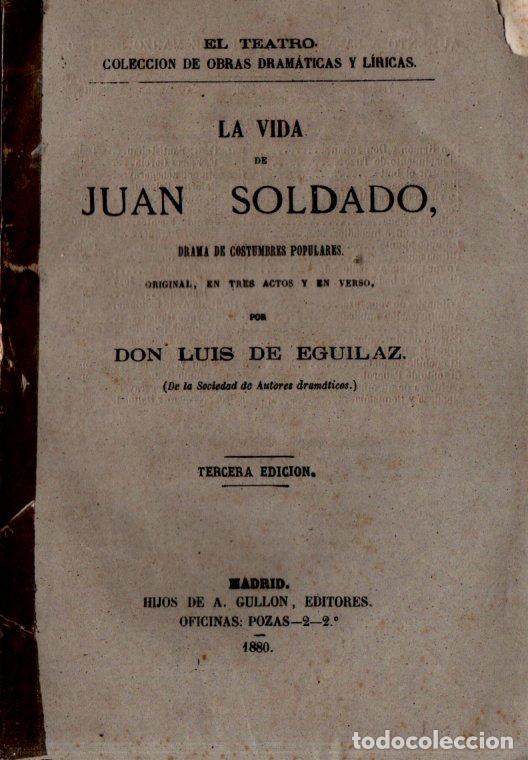 EL TEATRO.
COLECCION DE OBRAS DRAMÁTICAS Y LÍRICAS.
LA VIDA
DE
JUAN SOLDADO,
DRAMA DE COSTUMBRES POPULARES.
ORIGINAL, EN TRES ACTOS Y EN VERSO,
POR
DON LUIS DE EGUILAZ.
(De la Sociedad de Autores dramáticos.)
TERCERA EDICION.
MADRID.
HIJOS DE A. GULLON, EDITORES.
OFICINAS: POZAS—2—2.º
1880.
todocoleccion